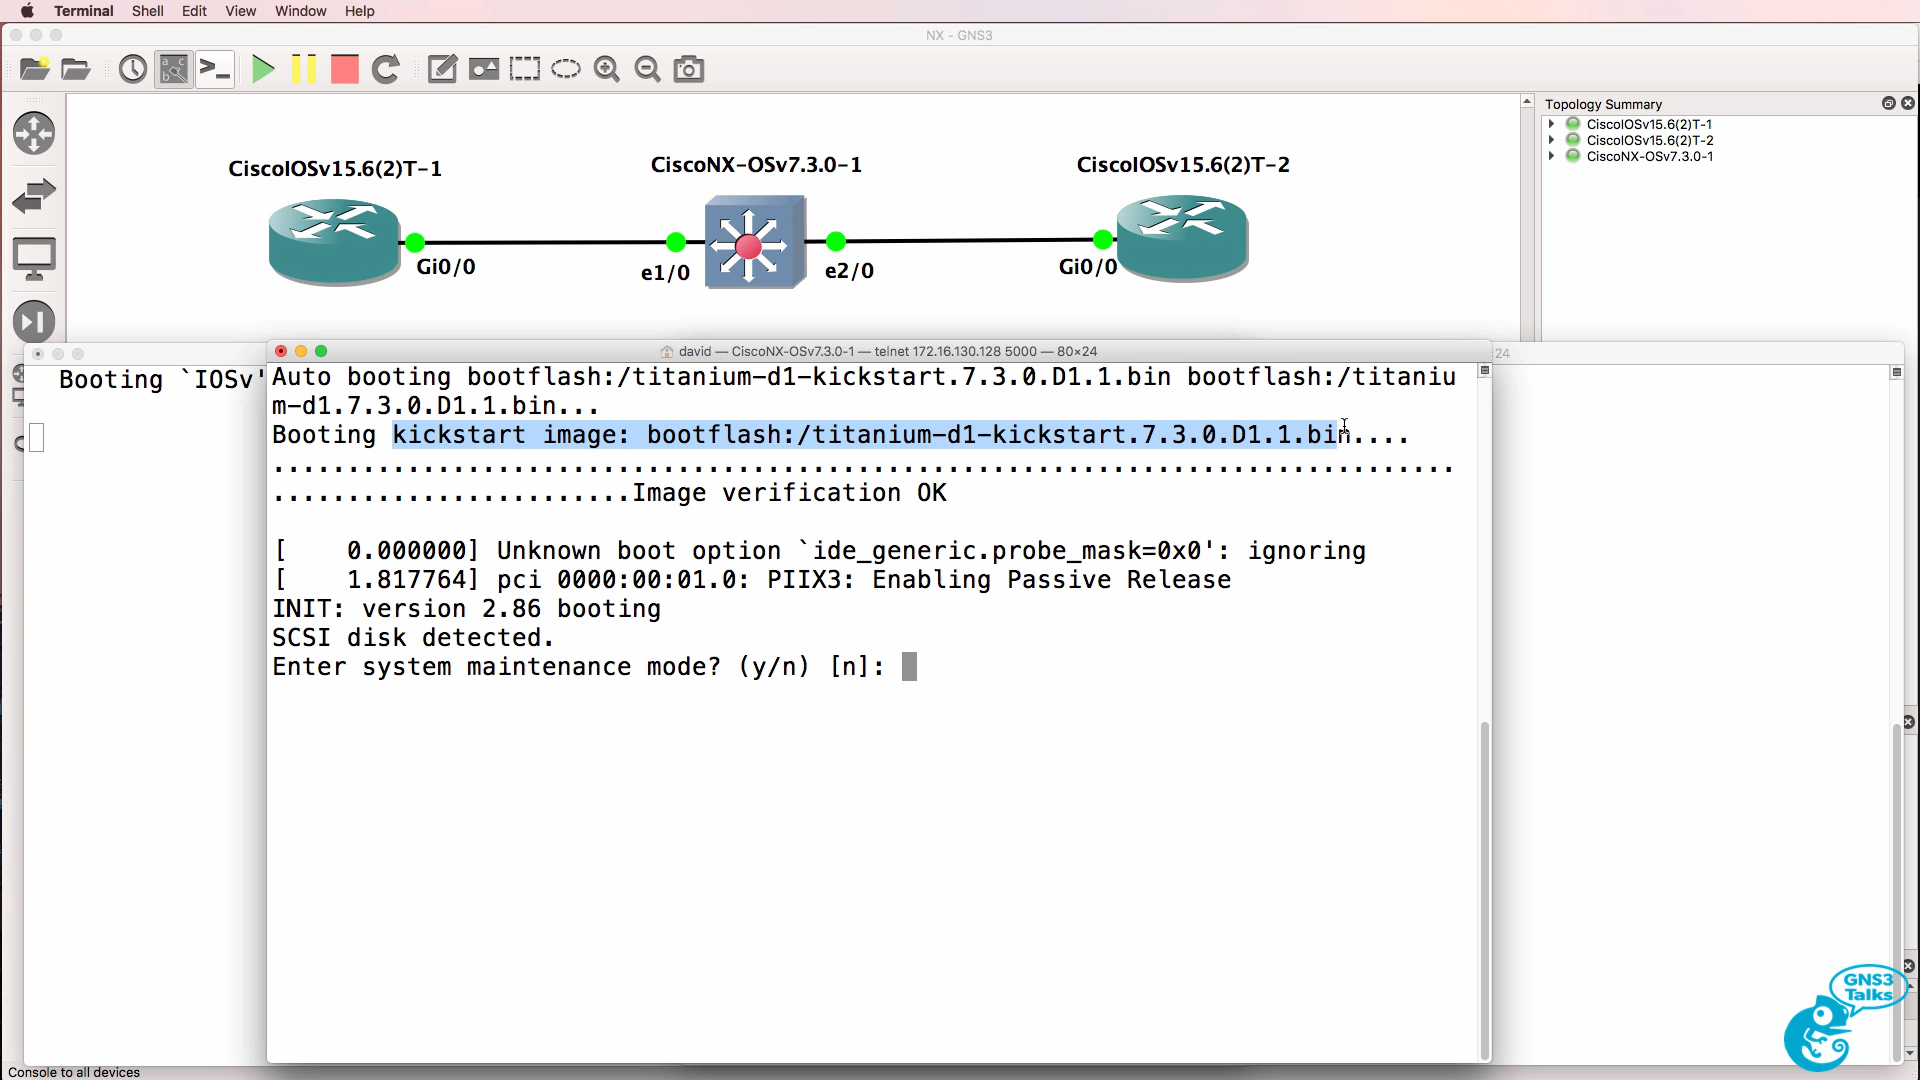 Terminal Shell Edit View Window Help
NX - GNS3
Topology Summary
CiscoIOSv15.6(2)T-1
CiscoIOSv15.6(2)T-2
CiscoNX-OSv7.3.0-1
CiscoIOSv15.6(2)T-1
CiscoNX-OSv7.3.0-1
CiscoIOSv15.6(2)T-2
Gi0/0
e1/0
e2/0
Gi0/0
david — CiscoNX-OSv7.3.0-1 — telnet 172.16.130.128 5000 — 80×24
24
Booting `IOSv'
Auto booting bootflash:/titanium-d1-kickstart.7.3.0.D1.1.bin bootflash:/titaniu
m-d1.7.3.0.D1.1.bin...
Booting kickstart image: bootflash:/titanium-d1-kickstart.7.3.0.D1.1.bin....
...............................................................................
........................Image verification OK
[    0.000000] Unknown boot option `ide_generic.probe_mask=0x0': ignoring
[    1.817764] pci 0000:00:01.0: PIIX3: Enabling Passive Release
INIT: version 2.86 booting
SCSI disk detected.
Enter system maintenance mode? (y/n) [n]:
GNS3
Talks
Console to all devices